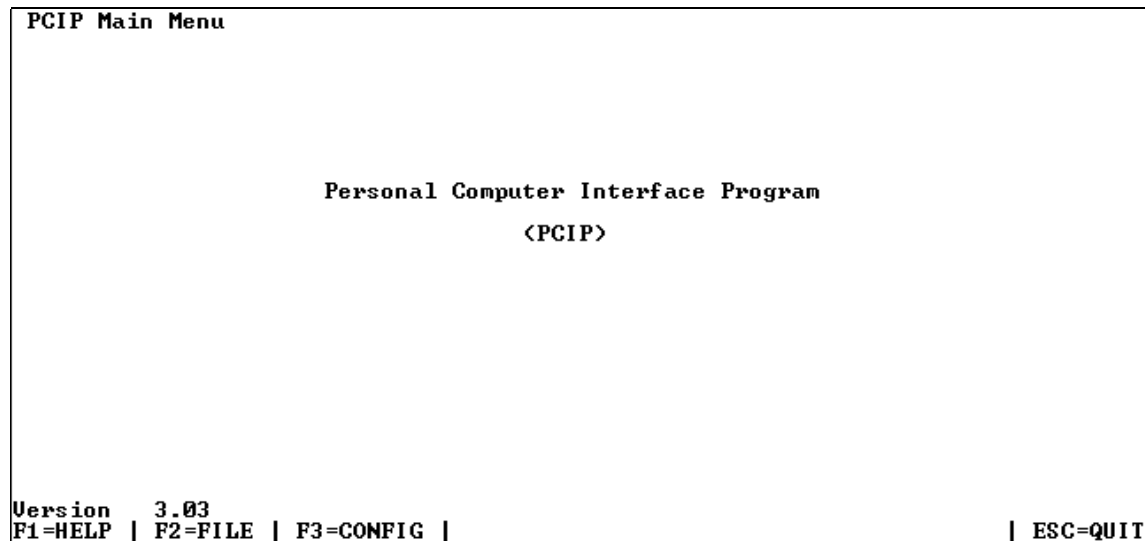 PCIP Main Menu
Personal Computer Interface Program
<PCIP>
Version 3.03
F1=HELP | F2=FILE | F3=CONFIG | | ESC=QUIT